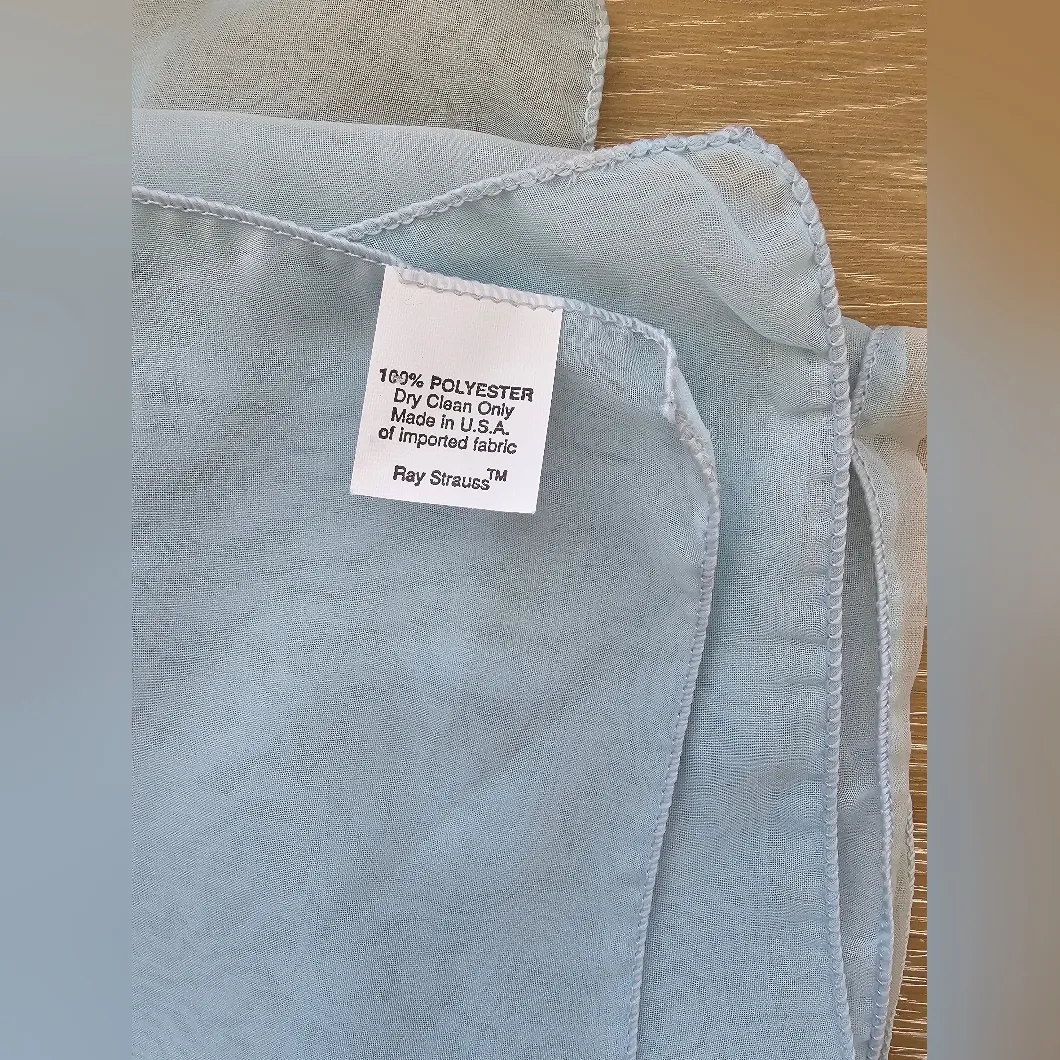 100% POLYESTER
Dry Clean Only
Made in U.S.A.
of imported fabric
Ray Strauss™